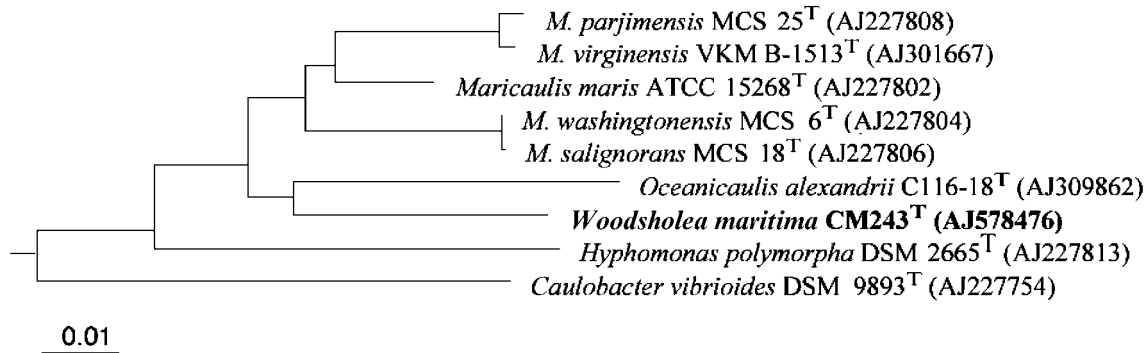 M. parjimensis MCS 25T (AJ227808)
M. virginensis VKM B-1513T (AJ301667)
Maricaulis maris ATCC 15268T (AJ227802)
M. washingtonensis MCS 6T (AJ227804)
M. salignorans MCS 18T (AJ227806)
Oceanicaulis alexandrii C116-18T (AJ309862)
Woodsholea maritima CM243T (AJ578476)
Hyphomonas polymorpha DSM 2665T (AJ227813)
Caulobacter vibrioides DSM 9893T (AJ227754)
0.01